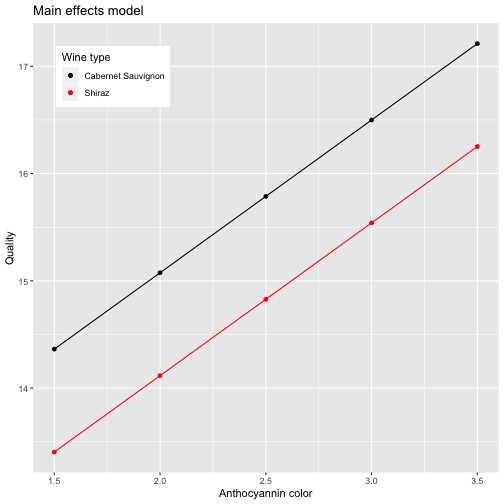 Main effects model
Wine type
Cabernet Sauvignon
Shiraz
17
16
15
14
Quality
1.5 2.0 2.5 3.0 3.5
Anthocyannin color